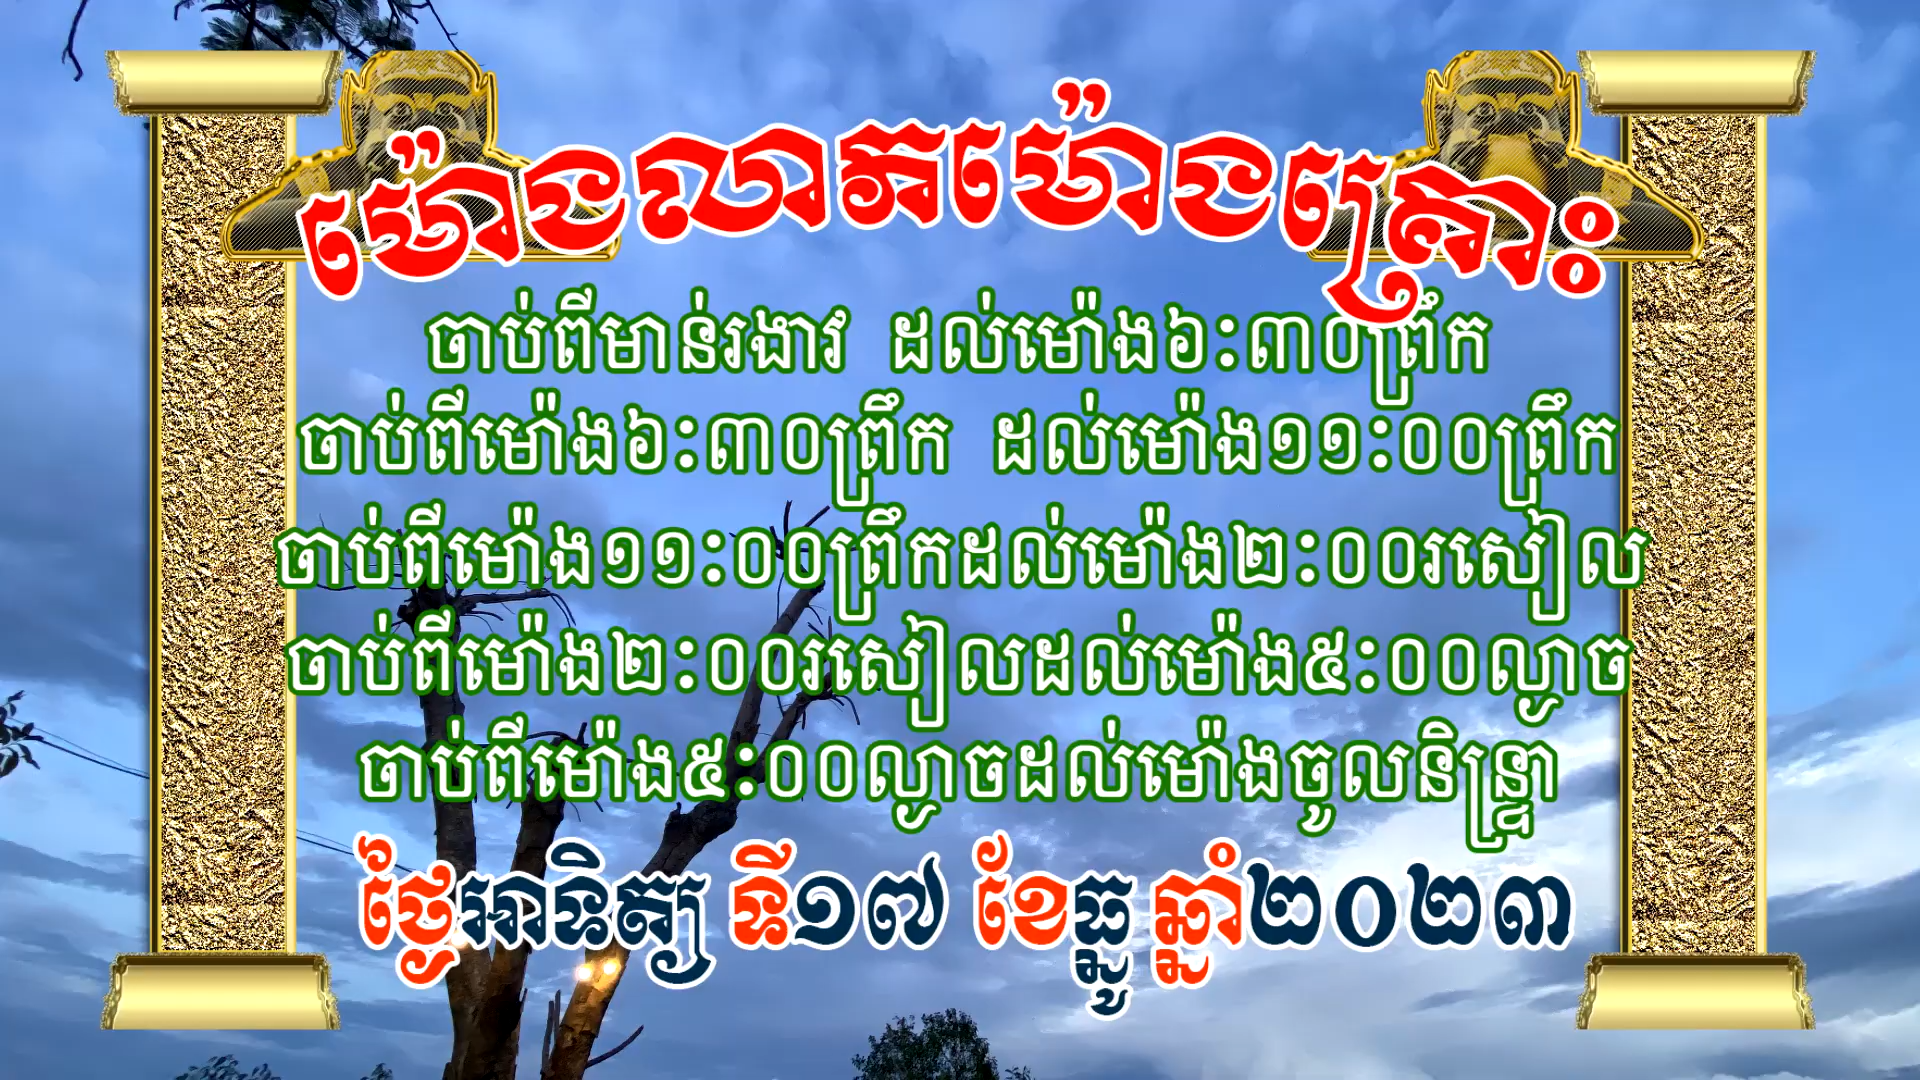 ម៉ោងលាភម៉ោងគ្រោះ
ចាប់ពីមាន់រងាវ ដល់ម៉ោង៦:៣០ព្រឹក
ចាប់ពីម៉ោង៦:៣០ព្រឹក ដល់ម៉ោង១១:០០ព្រឹក
ចាប់ពីម៉ោង១១:០០ព្រឹកដល់ម៉ោង២:០០រសៀល
ចាប់ពីម៉ោង២:០០រសៀលដល់ម៉ោង៥:០០ល្ងាច
ចាប់ពីម៉ោង៥:០០ល្ងាចដល់ម៉ោងចូលនិន្ទ្រា
ថ្ងៃអាទិត្យ ទី១៧ ខែធ្នូ ឆ្នាំ២០២៣